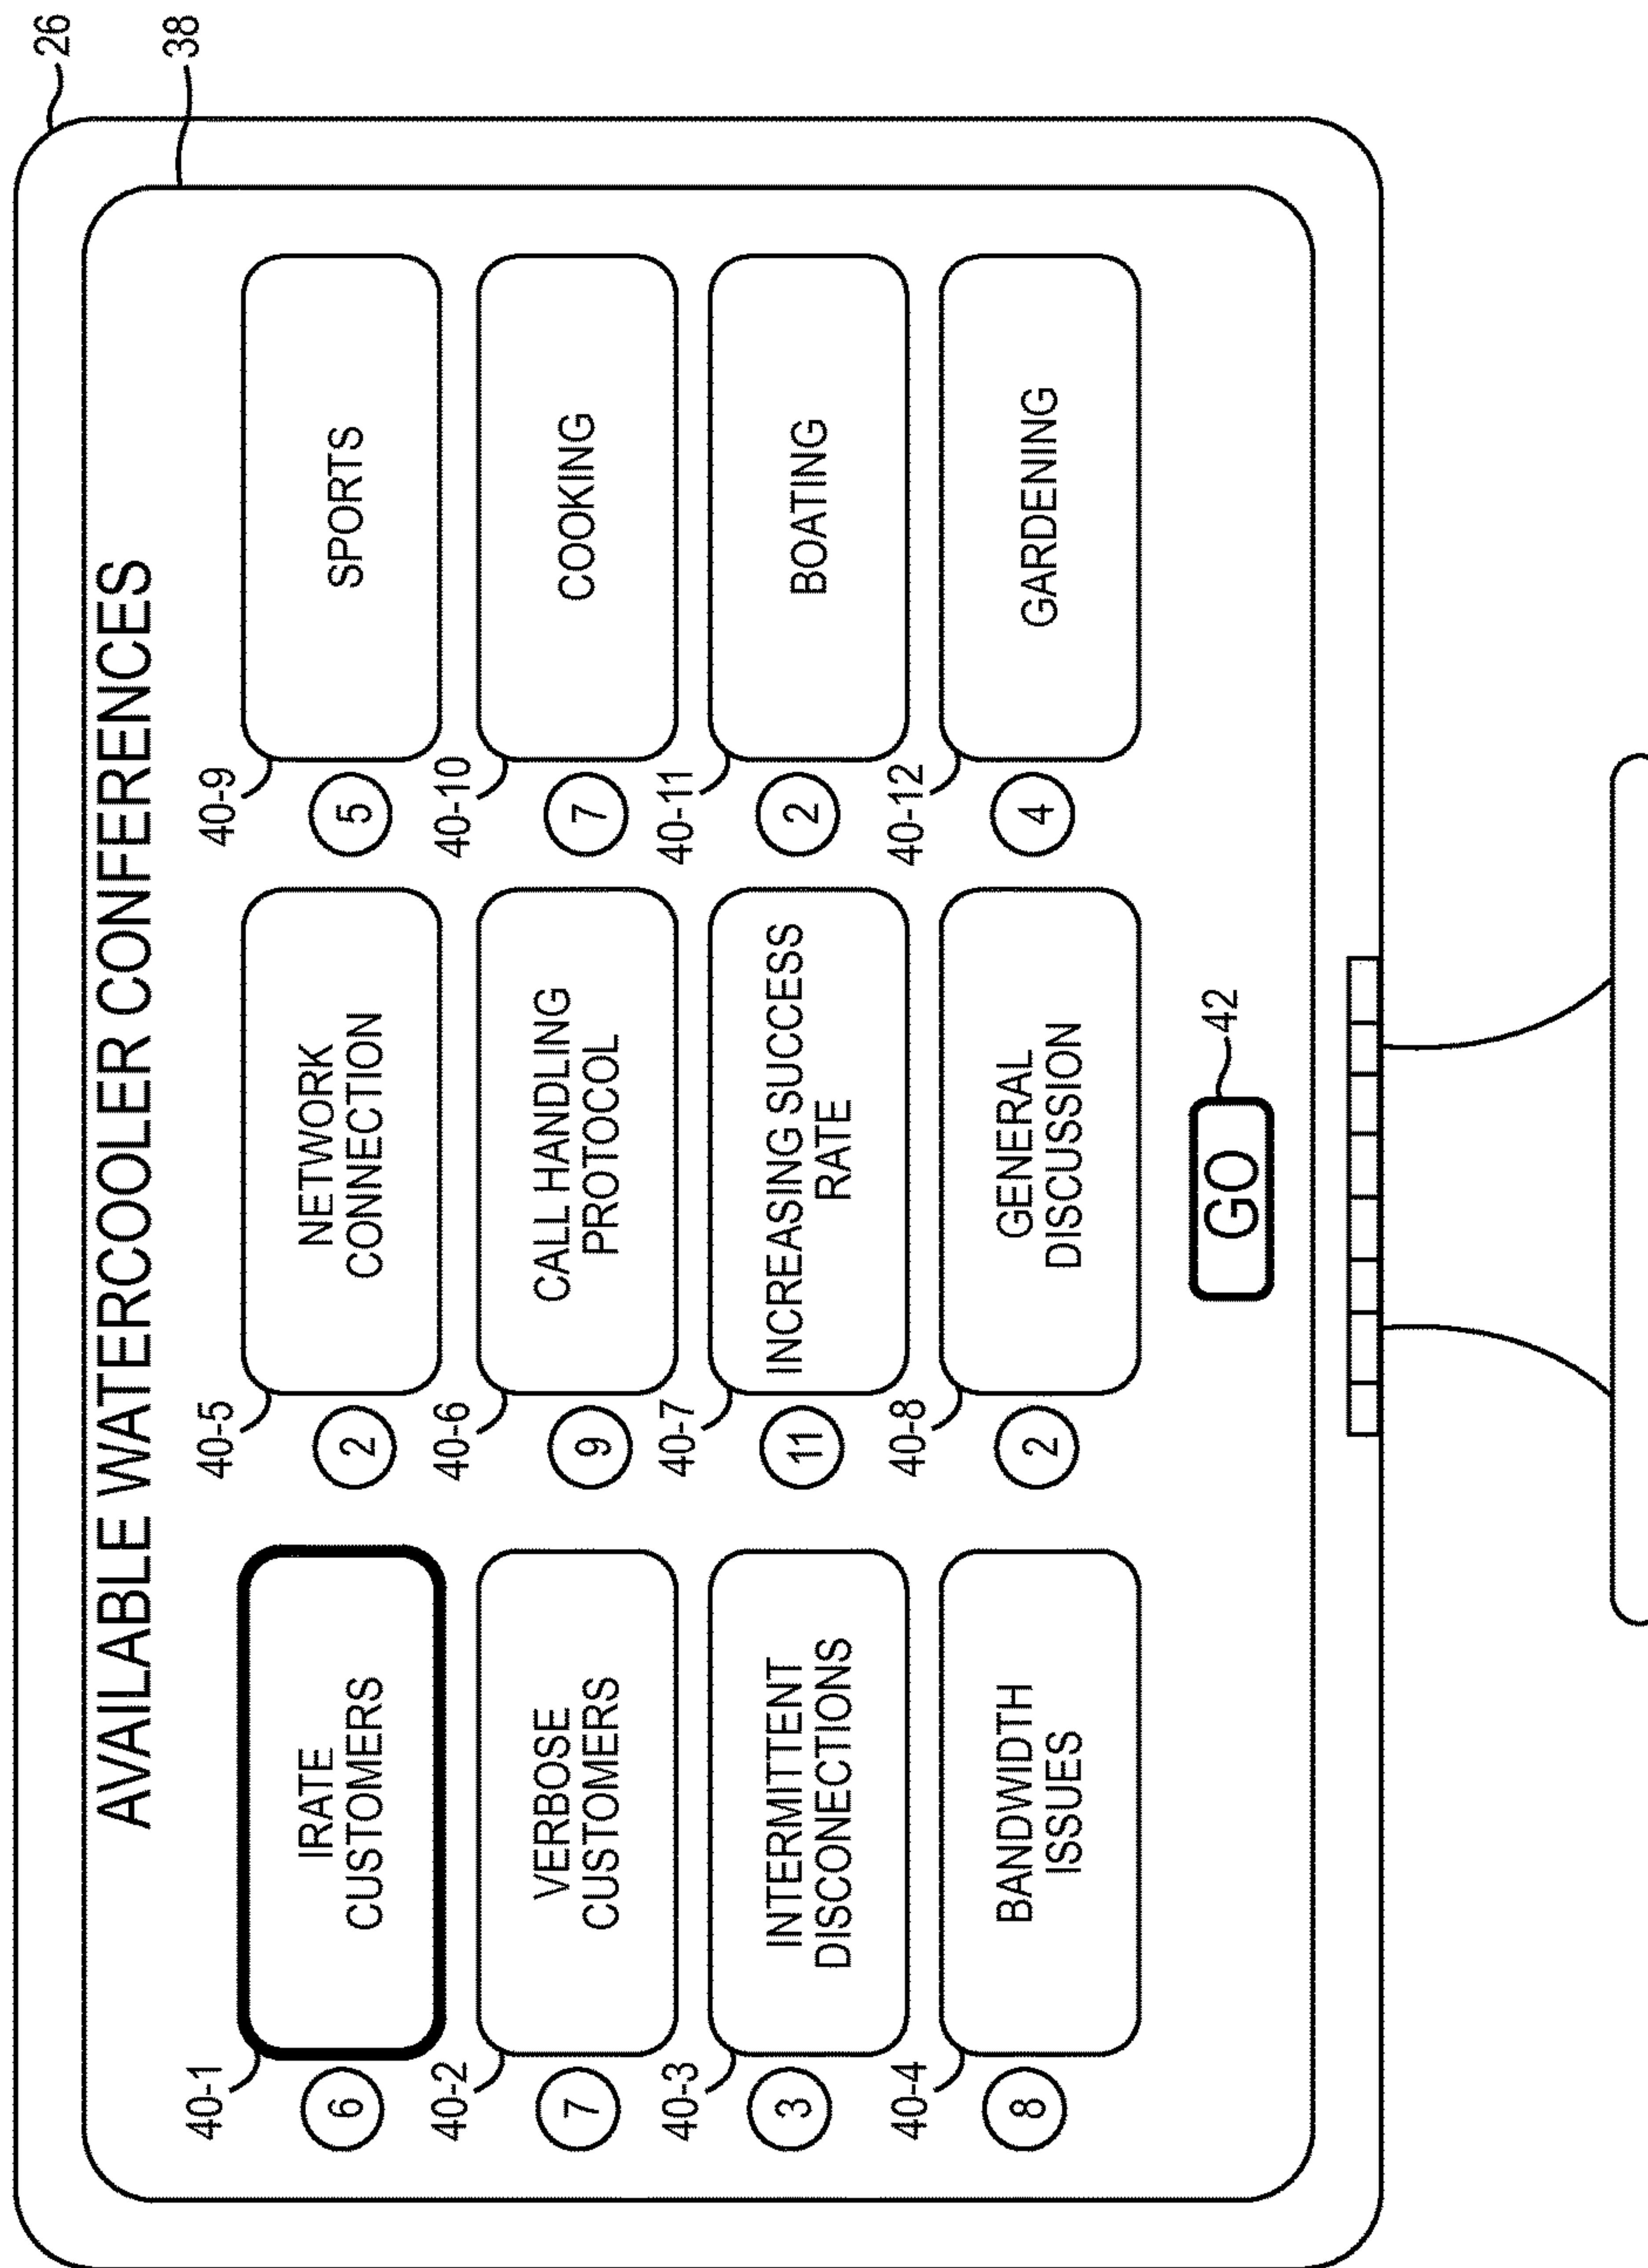 26
38
AVAILABLE WATERCOOLER CONFERENCES
40-1
6
IRATE
CUSTOMERS
40-2
7
VERBOSE
CUSTOMERS
40-3
3
INTERMITTENT
DISCONECTIONS
40-4
8
BANDWIDTH
ISSUES
40-5
2
NETWORK
CONNECTION
40-6
9
CALL HANDLING
PROTOCOL
40-7
11
INCREASING SUCCESS
RATE
40-8
2
GENERAL
DISCUSSION
40-9
5
SPORTS
40-10
7
COOKING
40-11
2
BOATING
40-12
4
GARDENING
GO
42